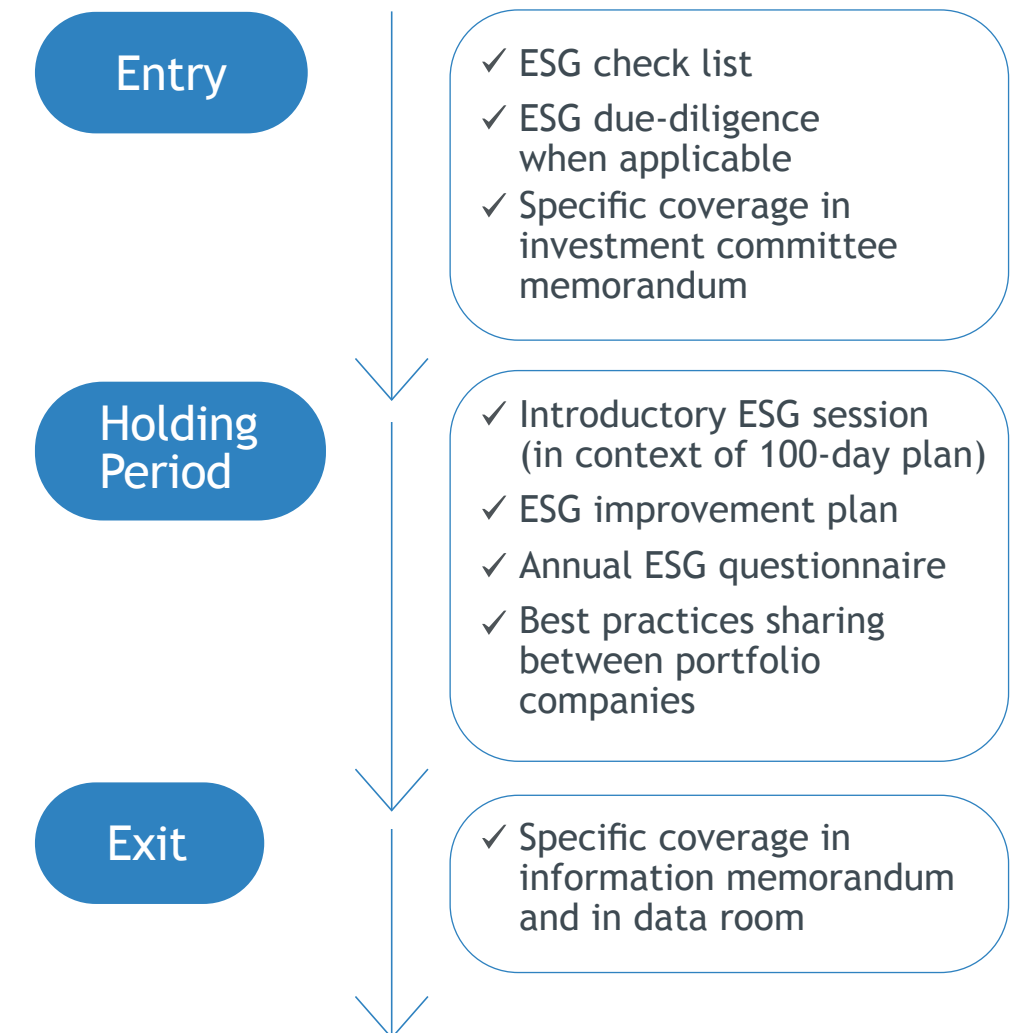 Entry
✓ ESG check list
✓ ESG due-diligence
when applicable
✓ Specific coverage in
investment committee
memorandum
Holding
Period
✓ Introductory ESG session
(in context of 100-day plan)
✓ ESG improvement plan
✓ Annual ESG questionnaire
✓ Best practices sharing
between portfolio
companies
Exit
✓ Specific coverage in
information memorandum
and in data room